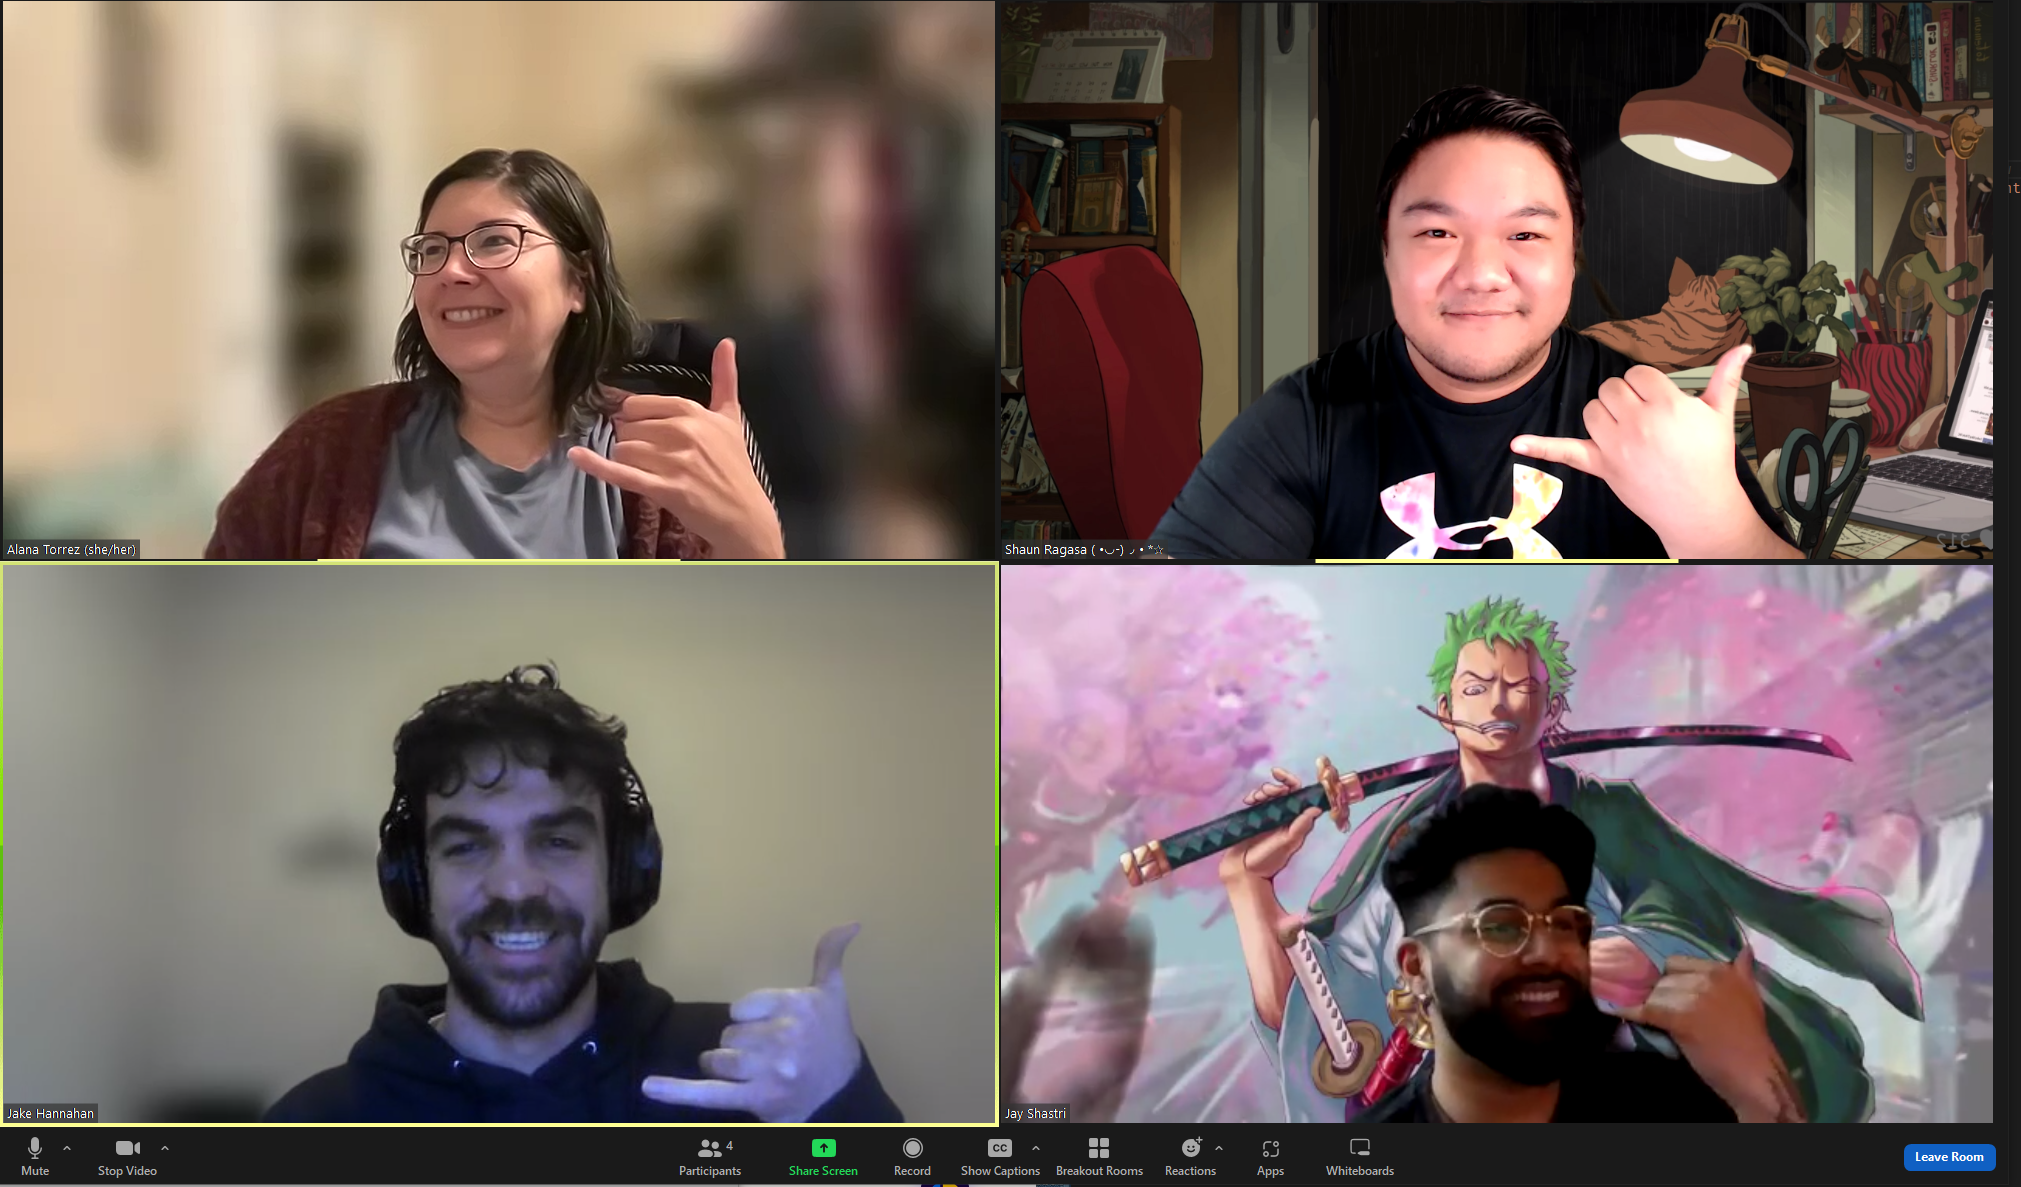 Alana Torrez (she/her)
Shaun Ragasa ( •◡-) ◞ • *☆
Jake Hannahan
Jay Shastri
4
CC
Mute
Stop Video
Participants
Share Screen
Record
Show Captions
Breakout Rooms
Reactions
Apps
Whiteboards
Leave Room